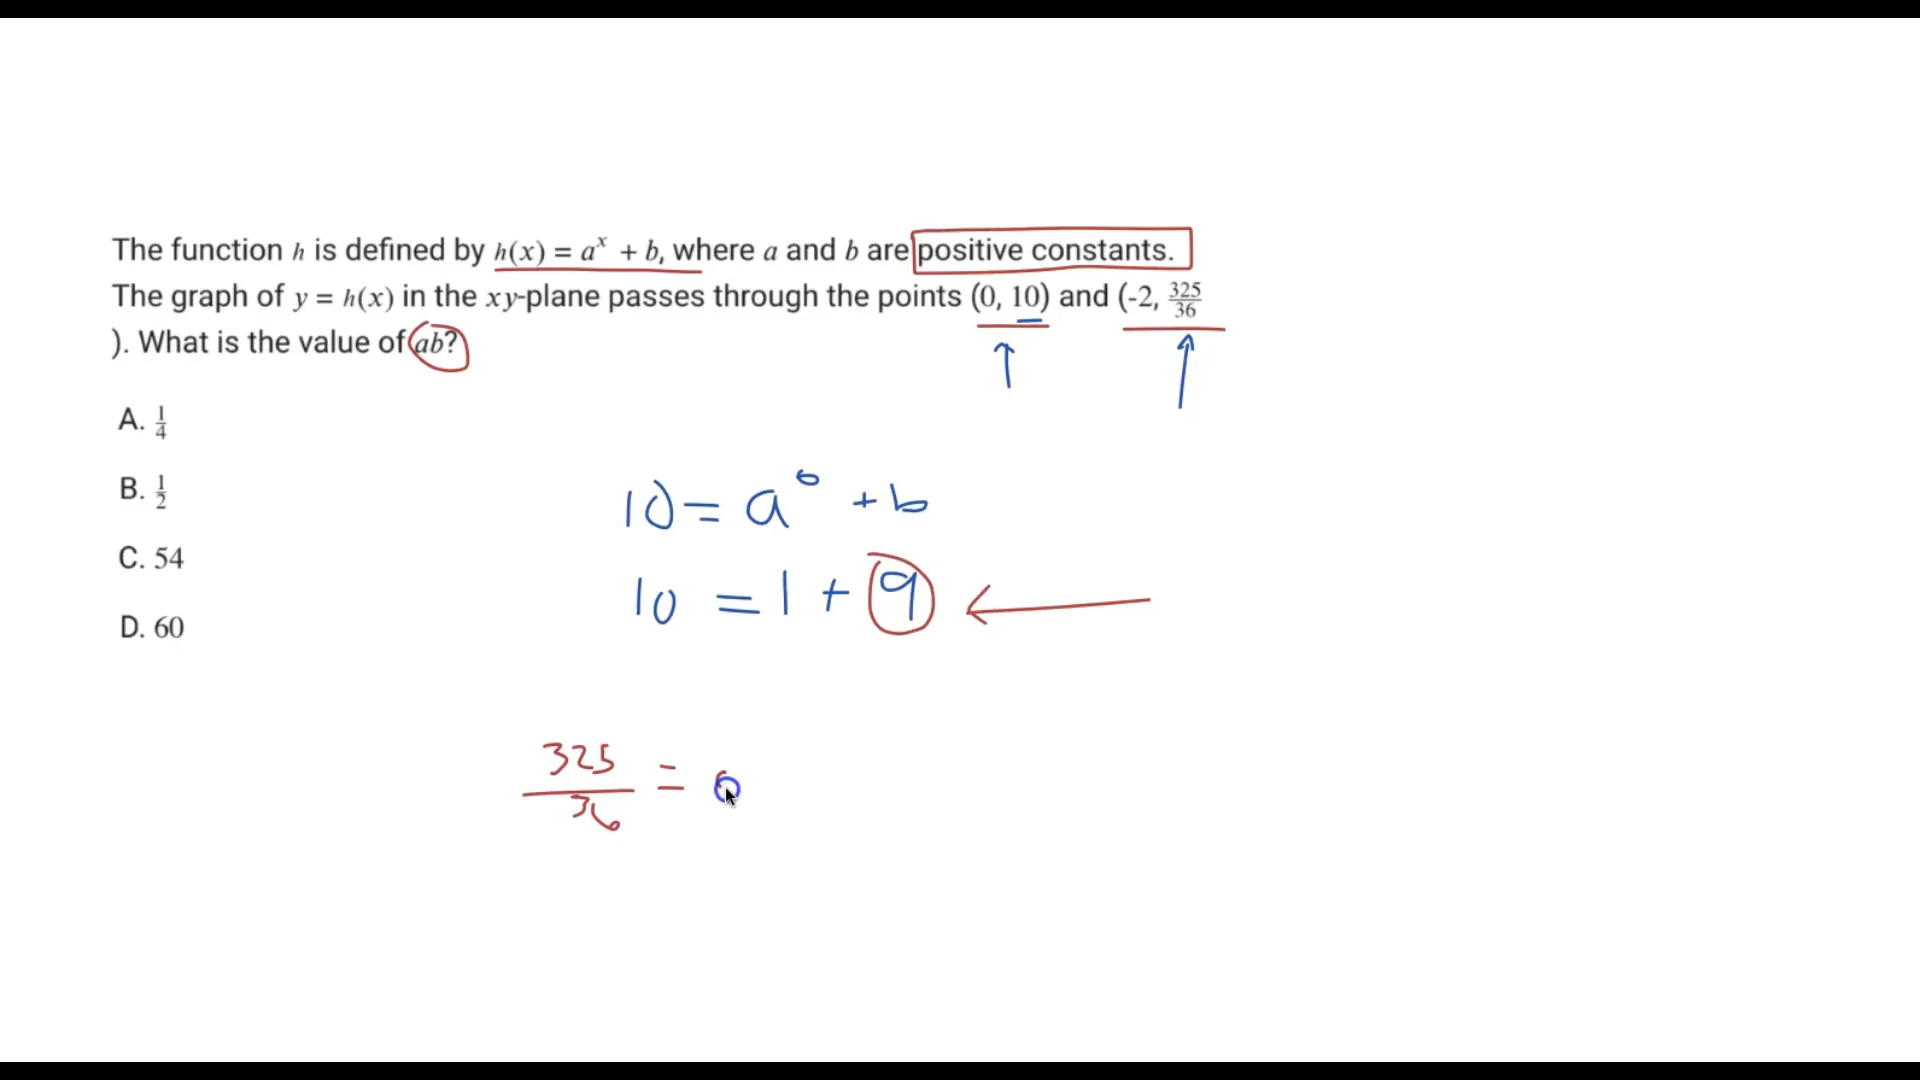 The function h is defined by h(x) = aˣ + b, where a and b are positive constants.
The graph of y = h(x) in the xy-plane passes through the points (0, 10) and (-2, 325/36
). What is the value of ab?
A. 1/4
B. 1/2
C. 54
D. 60
10 = a⁰ + b
10 = 1 + 9
325/36 =